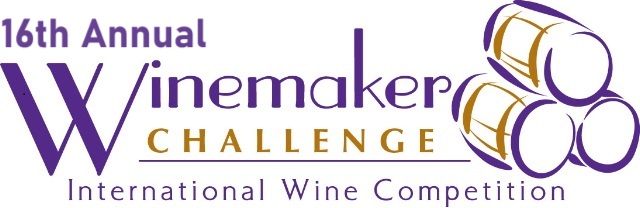 16th Annual
Winemaker
CHALLENGE
International Wine Competition